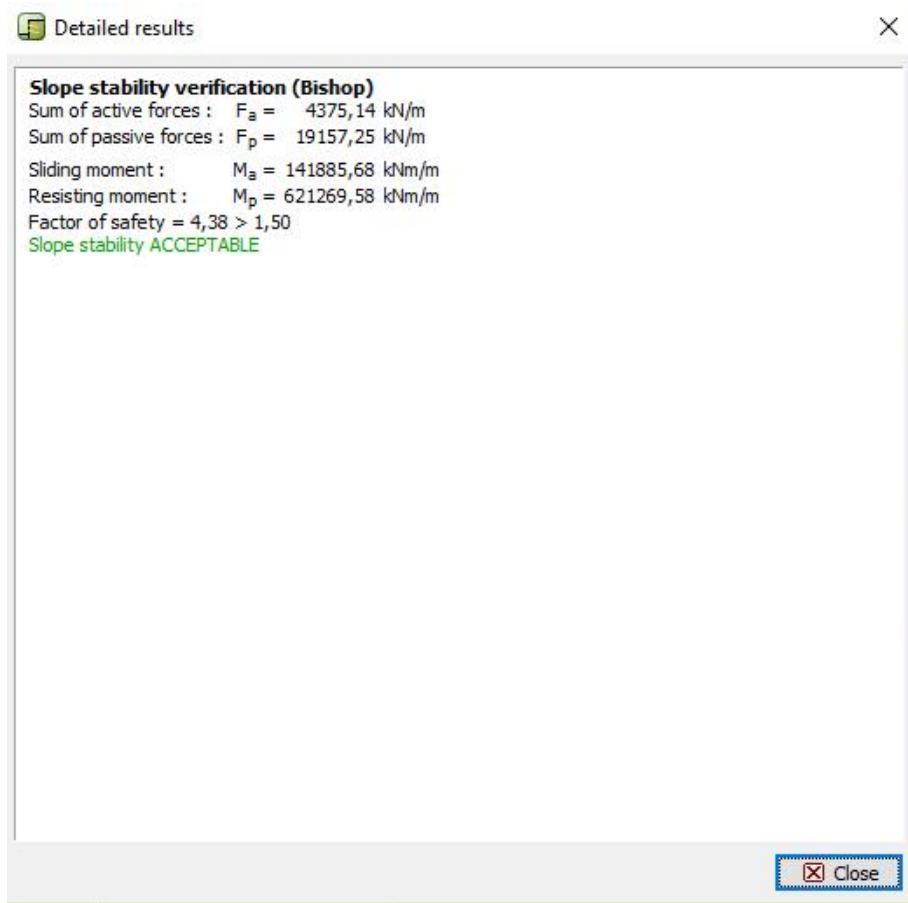 Detailed results
Slope stability verification (Bishop)
Sum of active forces : Fa = 4375,14 kN/m
Sum of passive forces : Fp = 19157,25 kN/m
Sliding moment : Ma = 141885,68 kNm/m
Resisting moment : Mp = 621269,58 kNm/m
Factor of safety = 4,38 > 1,50
Slope stability ACCEPTABLE
Close